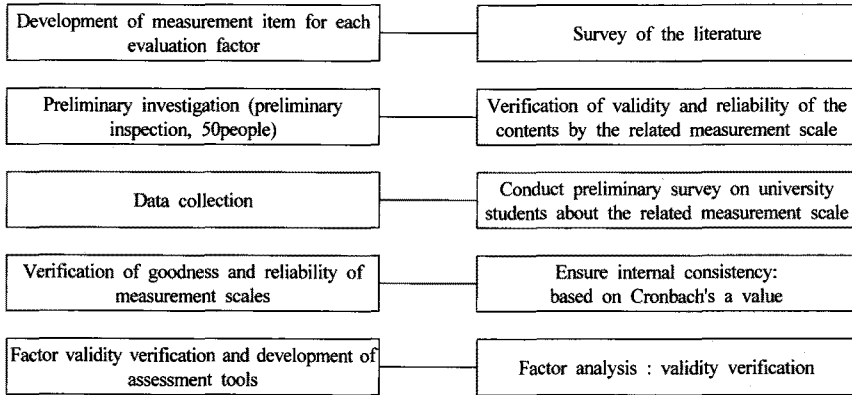 Development of measurement item for each
evaluation factor
Survey of the literature
Preliminary investigation (preliminary
inspection, 50people)
Verification of validity and reliability of the
contents by the related measurement scale
Data collection
Conduct preliminary survey on university
students about the related measurement scale
Verification of goodness and reliability of
measurement scales
Ensure internal consistency:
based on Cronbach's a value
Factor validity verification and development of
assessment tools
Factor analysis : validity verification